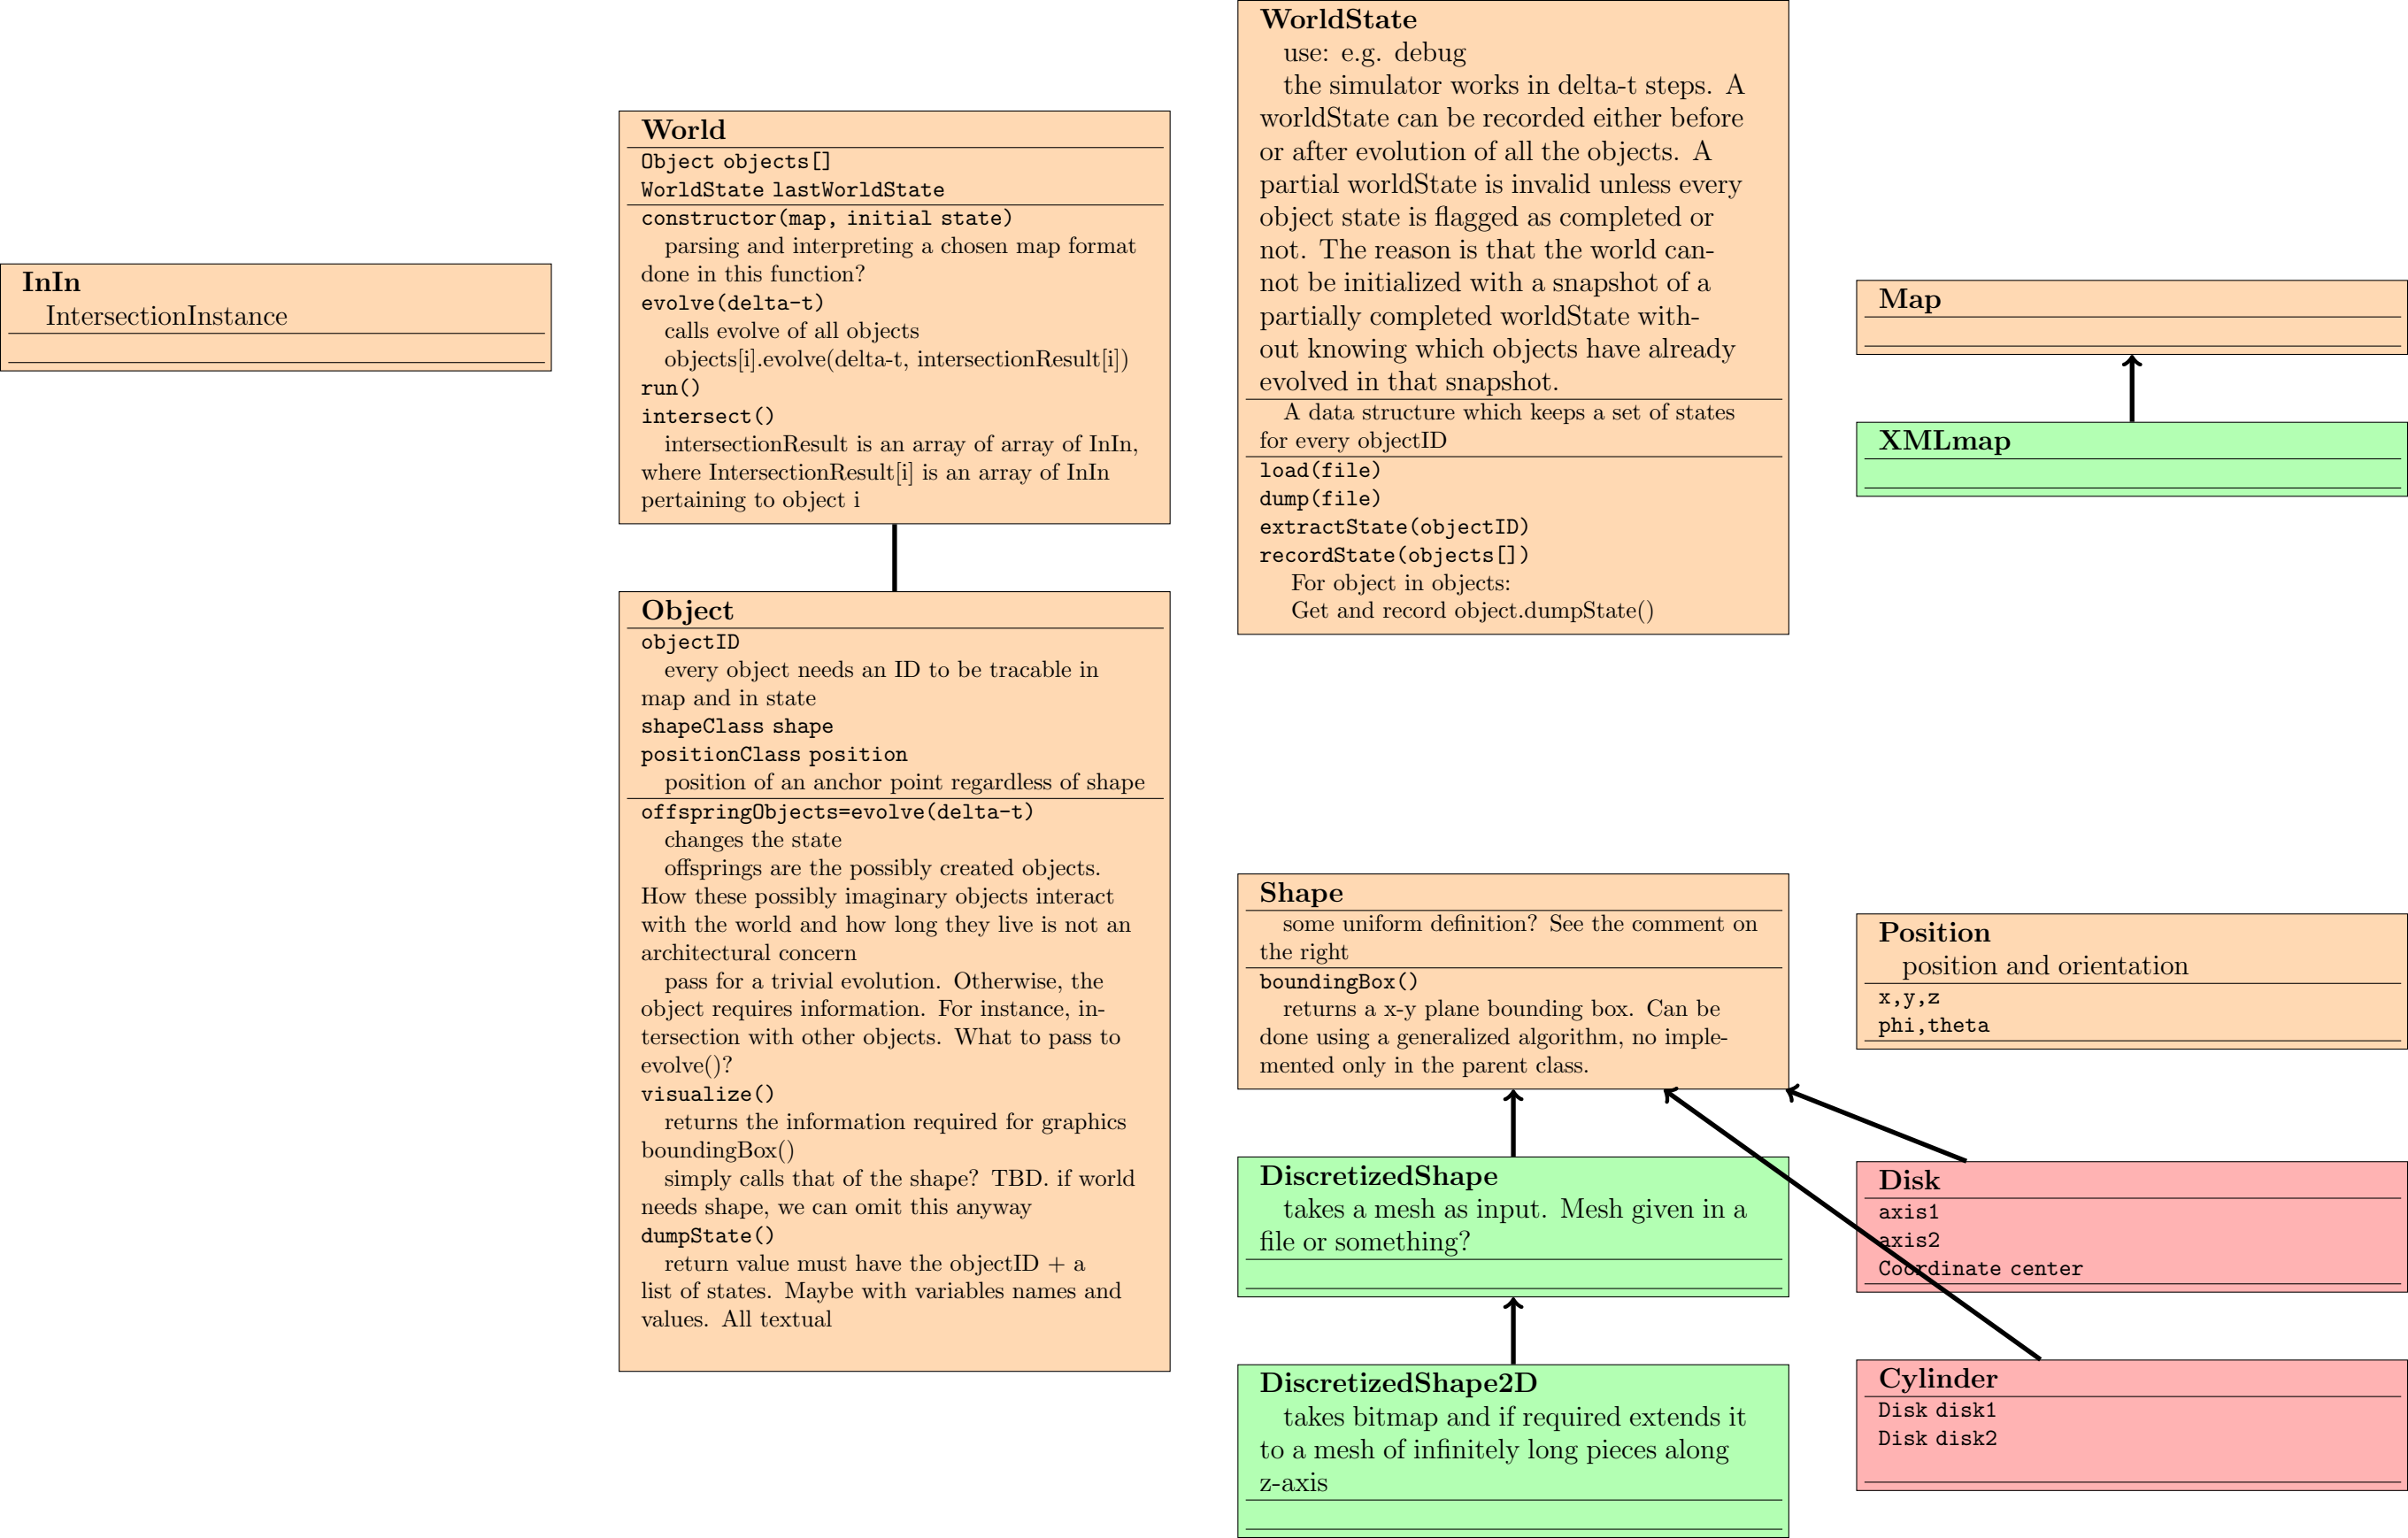 InIn
IntersectionInstance
World
Object objects[]
WorldState lastWorldState
constructor(map, initial state)
parsing and interpreting a chosen map format
done in this function?
evolve(delta-t)
calls evolve of all objects
objects[i].evolve(delta-t, intersectionResult[i])
run()
intersect()
intersectionResult is an array of array of InIn,
where IntersectionResult[i] is an array of InIn
pertaining to object i
Object
objectID
every object needs an ID to be tracable in
map and in state
shapeClass shape
positionClass position
position of an anchor point regardless of shape
offspringObjects=evolve(delta-t)
changes the state
offsprings are the possibly created objects.
How these possibly imaginary objects interact
with the world and how long they live is not an
architectural concern
pass for a trivial evolution. Otherwise, the
object requires information. For instance, in-
tersection with other objects. What to pass to
evolve()?
visualize()
returns the information required for graphics
boundingBox()
simply calls that of the shape? TBD. if world
needs shape, we can omit this anyway
dumpState()
return value must have the objectID + a
list of states. Maybe with variables names and
values. All textual
WorldState
use: e.g. debug
the simulator works in delta-t steps. A
worldState can be recorded either before
or after evolution of all the objects. A
partial worldState is invalid unless every
object state is flagged as completed or
not. The reason is that the world can-
not be initialized with a snapshot of a
partially completed worldState with-
out knowing which objects have already
evolved in that snapshot.
A data structure which keeps a set of states
for every objectID
load(file)
dump(file)
extractState(objectID)
recordState(objects[])
For object in objects:
Get and record object.dumpState()
Shape
some uniform definition? See the comment on
the right
boundingBox()
returns a x-y plane bounding box. Can be
done using a generalized algorithm, no imple-
mented only in the parent class.
DiscretizedShape
takes a mesh as input. Mesh given in a
file or something?
DiscretizedShape2D
takes bitmap and if required extends it
to a mesh of infinitely long pieces along
z-axis
Map
XMLmap
Position
position and orientation
x,y,z
phi,theta
Disk
axis1
axis2
Coordinate center
Cylinder
Disk disk1
Disk disk2